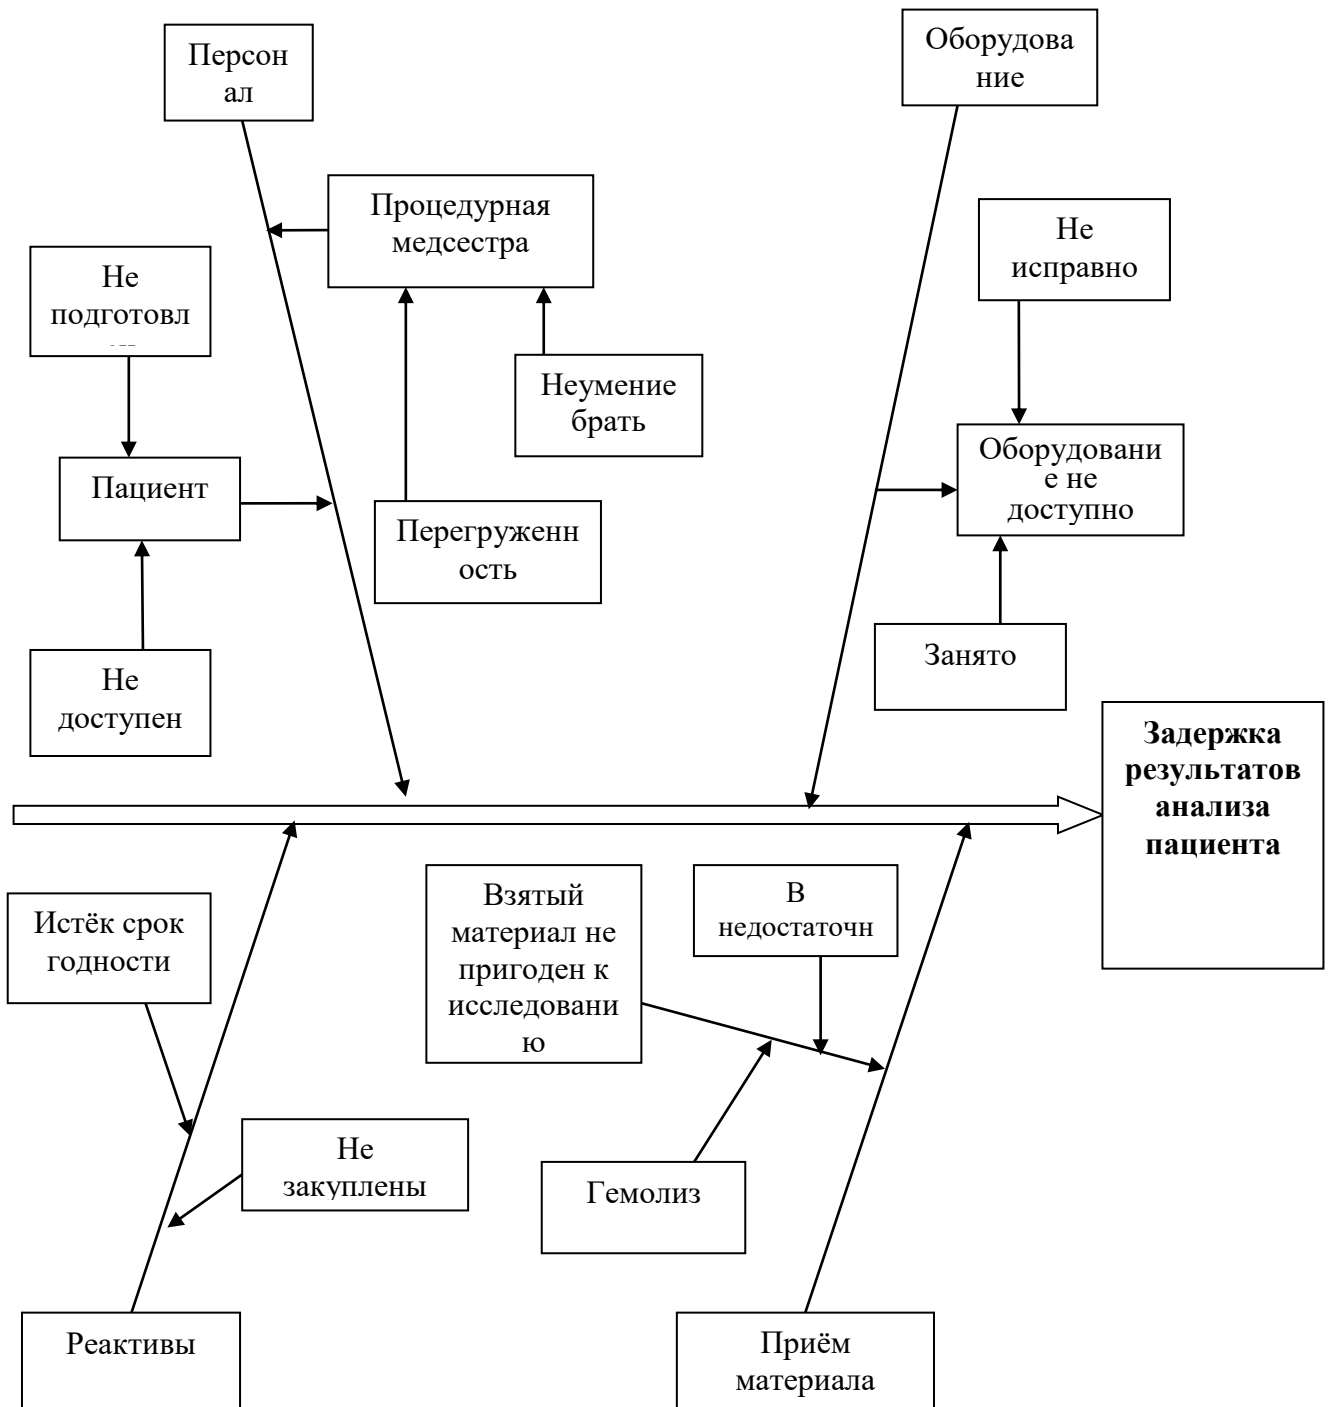 Персон
ал
Оборудова
ние
Процедурная
медсестра
Не
исправно
Не
подготовл
Неумение
брать
Оборудовани
е не
доступно
Пациент
Перегруженн
ость
Занято
Не
доступен
Задержка
результатов
анализа
пациента
Истёк срок
годности
Взятый
материал не
пригоден к
исследовани
ю
В
недостаточн
Не
закуплены
Гемолиз
Реактивы
Приём
материала